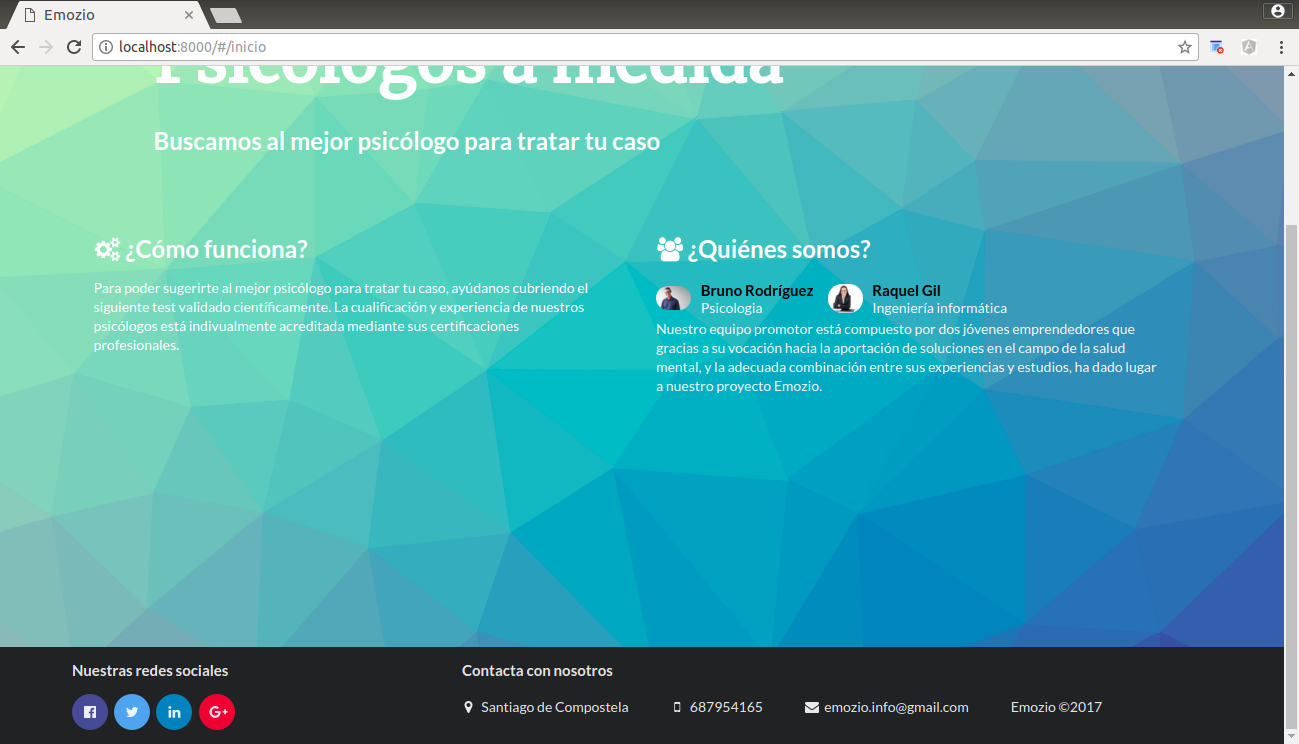 Emozio
localhost:8000/#/inicio
Psicólogos a medida
Buscamos al mejor psicólogo para tratar tu caso
¿Cómo funciona?
Para poder sugerirte al mejor psicólogo para tratar tu caso, ayúdanos cubriendo el
siguiente test validado científicamente. La cualificación y experiencia de nuestros
psicólogos está indivualmente acreditada mediante sus certificaciones
profesionales.
¿Quiénes somos?
Bruno Rodríguez
Psicologia
Raquel Gil
Ingeniería informática
Nuestro equipo promotor está compuesto por dos jóvenes emprendedores que
gracias a su vocación hacia la aportación de soluciones en el campo de la salud
mental, y la adecuada combinación entre sus experiencias y estudios, ha dado lugar
a nuestro proyecto Emozio.
Nuestras redes sociales
Contacta con nosotros
Santiago de Compostela
687954165
emozio.info@gmail.com
Emozio ©2017